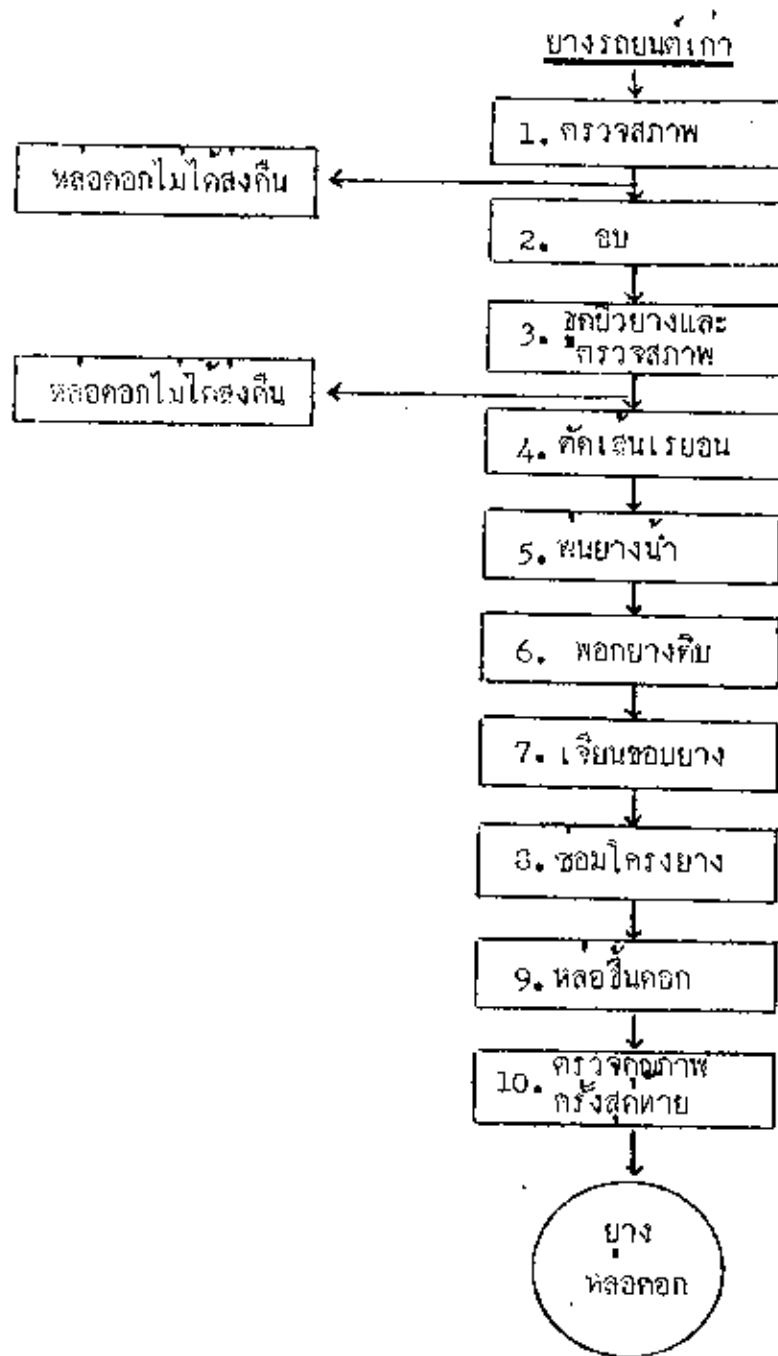 ยางรถยนต์เก่า
1. ตรวจสภาพ
หล่อดอกไม่ได้ส่งคืน
2. อบ
3. ขูดผิวยางและ
ตรวจสภาพ
หล่อดอกไม่ได้ส่งคืน
4. ตัดเส้นเรยอน
5. พ่นยางน้ำ
6. พอกยางดิบ
7. เจียนขอบยาง
8. ซ่อมโครงยาง
9. หล่อขึ้นดอก
10. ตรวจคุณภาพ
ครั้งสุดท้าย
ยาง
หล่อดอก